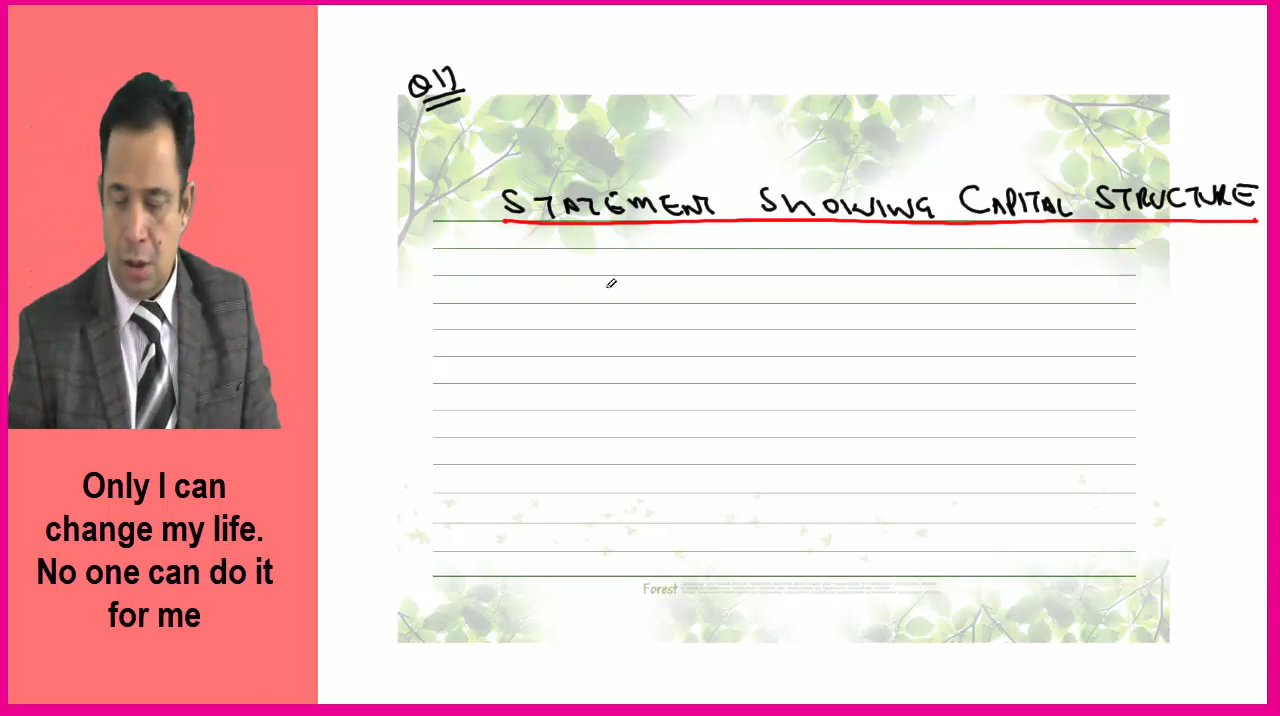 Q17
STATEMENT SHOWING CAPITAL STRUCTURE
Only I can
change my life.
No one can do it
for me
Forest